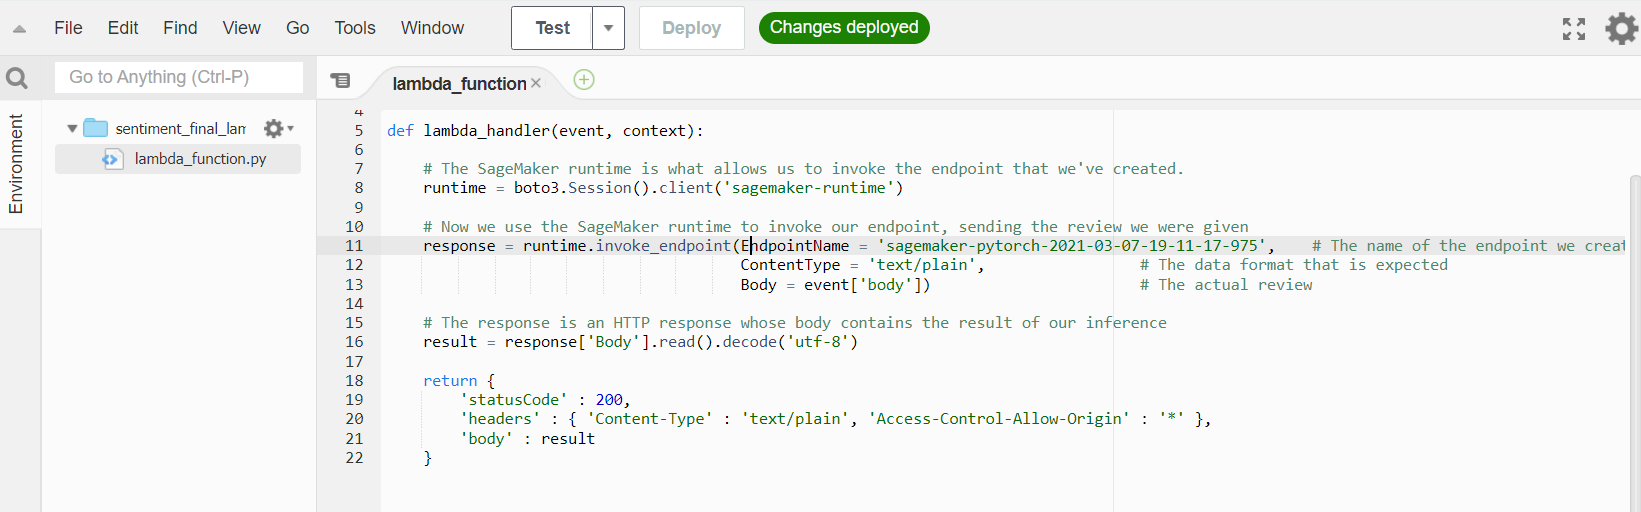 File Edit Find View Go Tools Window Test Deploy Changes deployed
Go to Anything (Ctrl-P)
lambda_function
Environment
sentiment_final_lam
lambda_function.py
4
5 def lambda_handler(event, context):
6
7 # The SageMaker runtime is what allows us to invoke the endpoint that we've created.
8 runtime = boto3.Session().client('sagemaker-runtime')
9
10 # Now we use the SageMaker runtime to invoke our endpoint, sending the review we were given
11 response = runtime.invoke_endpoint(EndpointName = 'sagemaker-pytorch-2021-03-07-19-11-17-975', # The name of the endpoint we creat
12 ContentType = 'text/plain', # The data format that is expected
13 Body = event['body']) # The actual review
14
15 # The response is an HTTP response whose body contains the result of our inference
16 result = response['Body'].read().decode('utf-8')
17
18 return {
19 'statusCode' : 200,
20 'headers' : { 'Content-Type' : 'text/plain', 'Access-Control-Allow-Origin' : '*' },
21 'body' : result
22 }